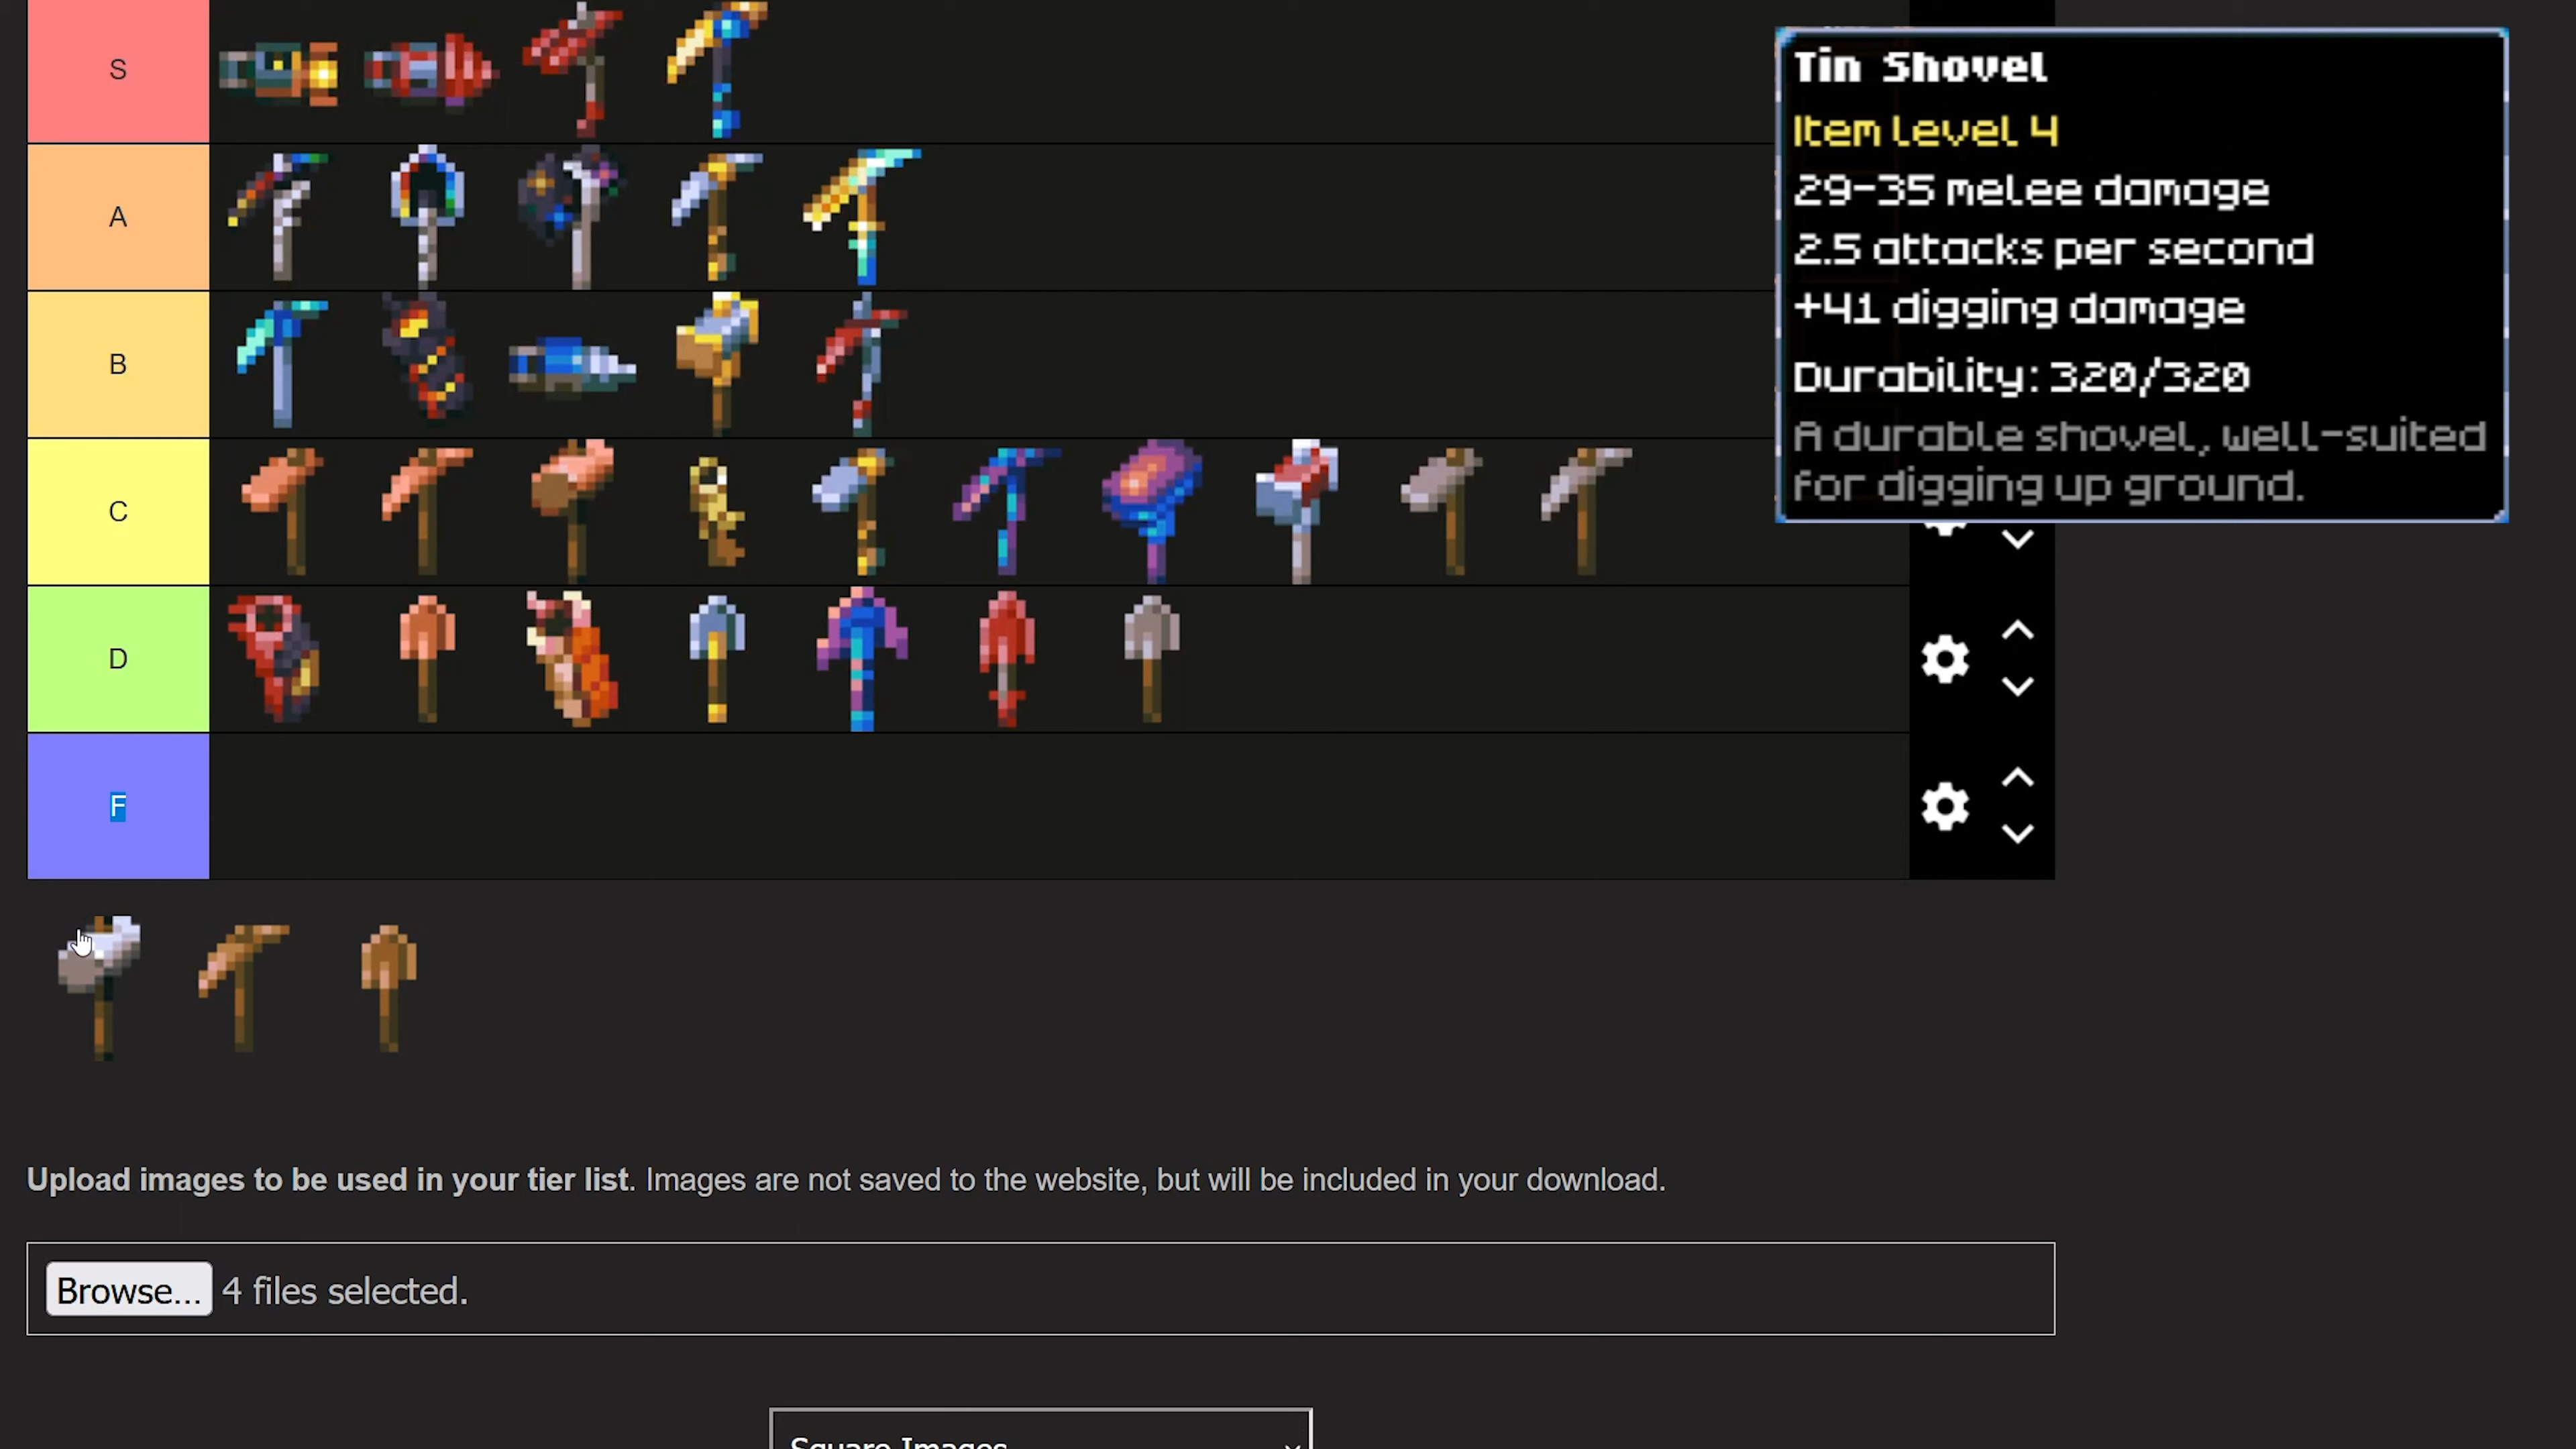 S
A
B
C
D
F
Tin Shovel
Item Level 4
29-35 melee damage
2.5 attacks per second
+41 digging damage
Durability: 320/320
A durable shovel, well-suited
for digging up ground.
Upload images to be used in your tier list. Images are not saved to the website, but will be included in your download.
Browse... 4 files selected.
Square Images